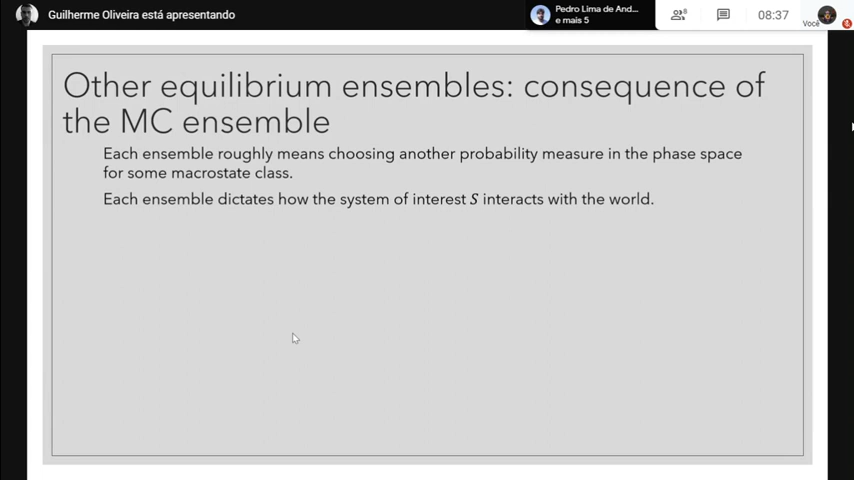 Guilherme Oliveira está apresentando
Pedro Lima de And...
e mais 5
8
08:37
Você
Other equilibrium ensembles: consequence of
the MC ensemble
Each ensemble roughly means choosing another probability measure in the phase space
for some macrostate class.
Each ensemble dictates how the system of interest S interacts with the world.